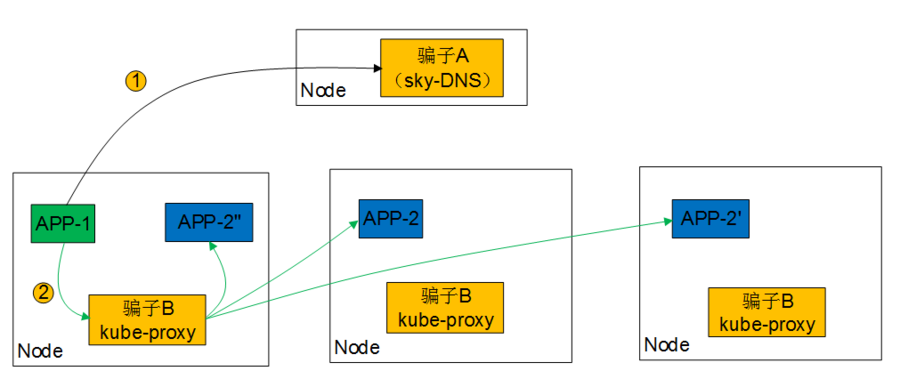 骗子A
（sky-DNS）
Node
1
APP-1
APP-2"
2
骗子B
kube-proxy
Node
APP-2
骗子B
kube-proxy
Node
APP-2'
骗子B
kube-proxy
Node